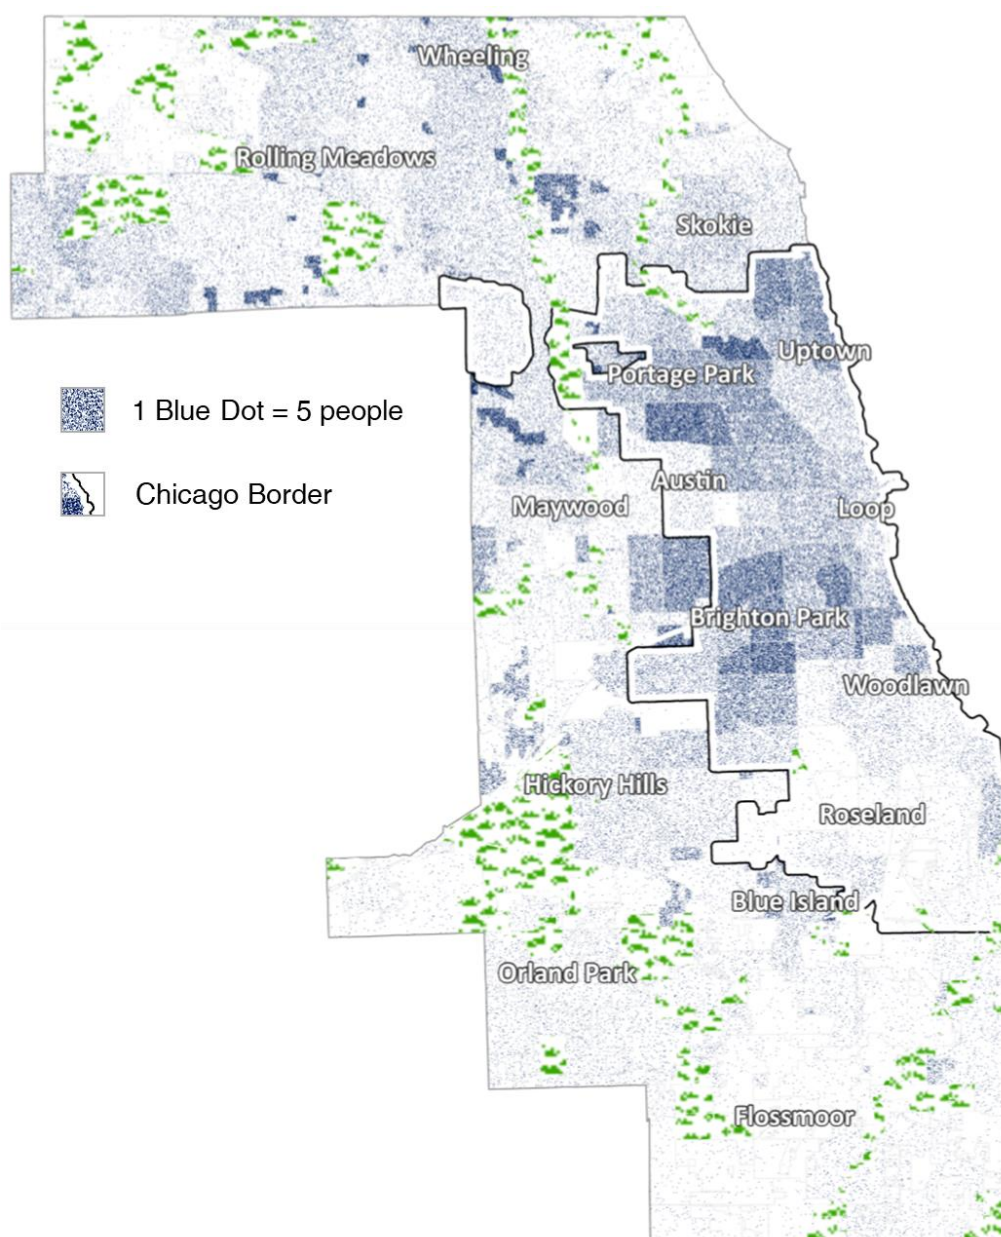 Wheeling
Rolling Meadows
Skokie
Uptown
Portage Park
1 Blue Dot = 5 people
Austin
Chicago Border
Maywood
Loop
Brighton Park
Woodlawn
Hickory Hills
Roseland
Blue Island
Orland Park
Flossmoor